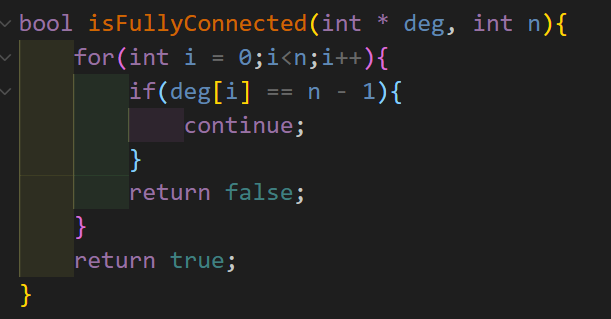 bool isFullyConnected(int * deg, int n){
    for(int i = 0;i<n;i++){
        if(deg[i] == n - 1){
            continue;
        }
        return false;
    }
    return true;
}